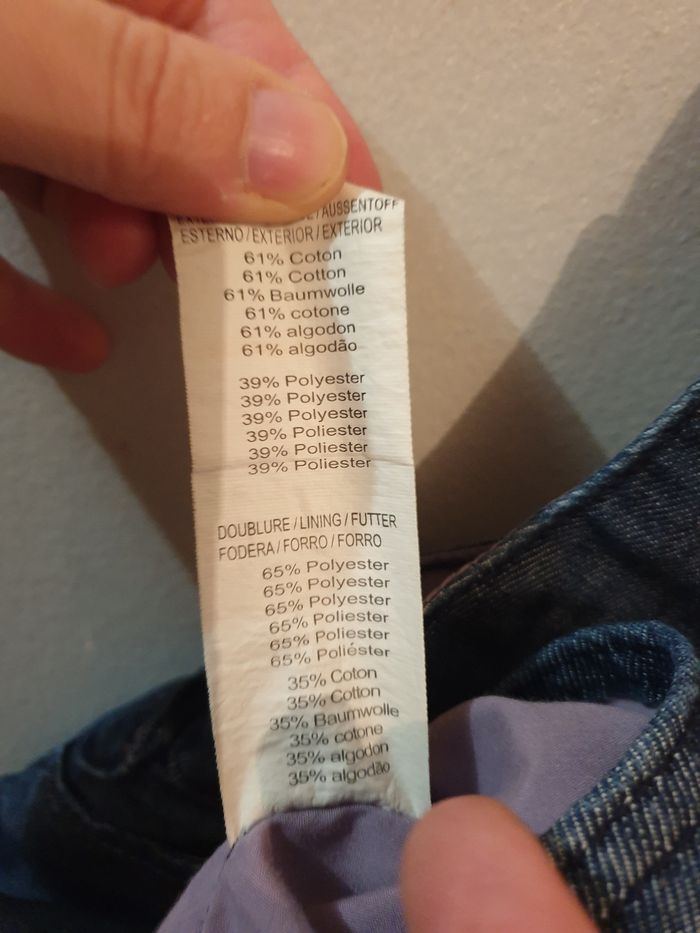 /AUSSENTOFF
ESTERNO/EXTERIOR/EXTERIOR
61% Coton
61% Cotton
61% Baumwolle
61% cotone
61% algodon
61% algodão
39% Polyester
39% Polyester
39% Polyester
39% Poliester
39% Poliester
39% Poliester
DOUBLURE/LINING/FUTTER
FODERA/FORRO/FORRO
65% Polyester
65% Polyester
65% Polyester
65% Poliester
65% Poliester
65% Poliéster
35% Coton
35% Cotton
35% Baumwolle
35% cotone
35% algodon
35% algodão